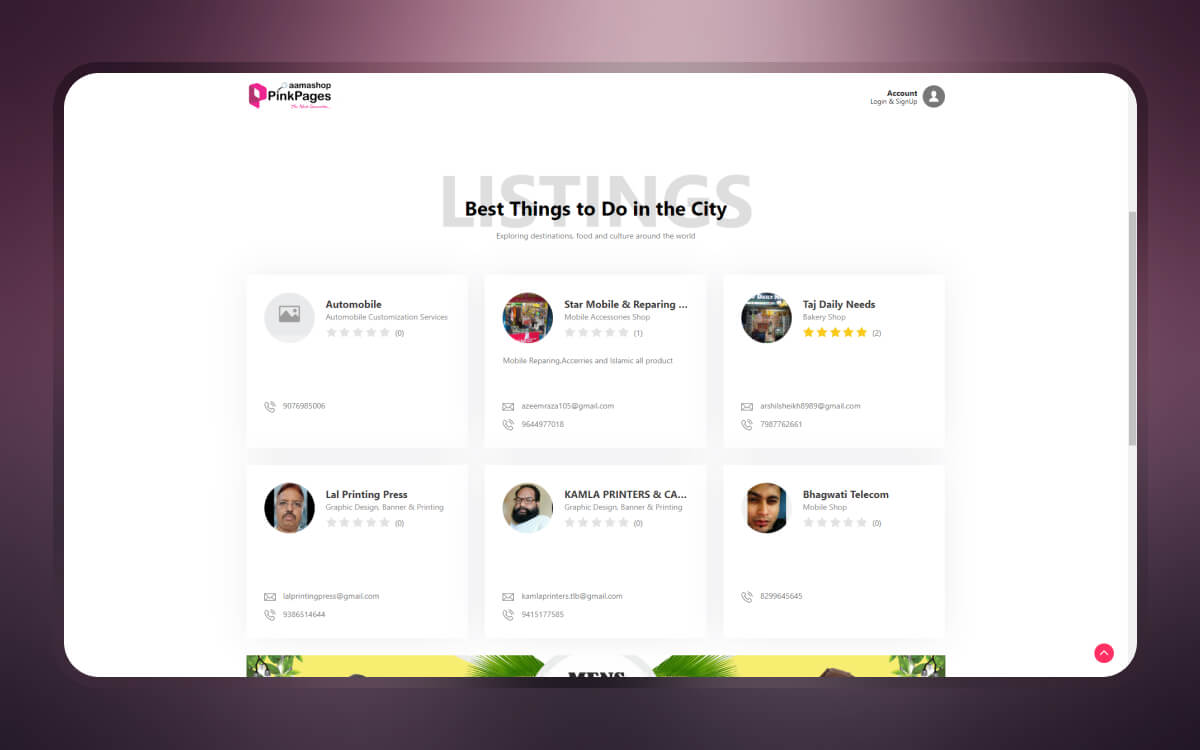 aamashop
PinkPages
Account
Login & SignUp
LISTINGS
Best Things to Do in the City
Exploring destinations, food and culture around the world
Automobile
Automobile Customization Services
(0)
9076985006
Star Mobile & Reparing ...
Mobile Accessories Shop
(1)
Mobile Reparing,Accerries and Islamic all product
azeemraza105@gmail.com
9644977018
Taj Daily Needs
Bakery Shop
(2)
arshilsheikh8989@gmail.com
7987762661
Lal Printing Press
Graphic Design, Banner & Printing
(0)
lalprintingpress@gmail.com
9386514644
KAMLA PRINTERS & CA...
Graphic Design, Banner & Printing
(0)
kamlaprinters.tlb@gmail.com
9415177585
Bhagwati Telecom
Mobile Shop
(0)
8299645645
MENS